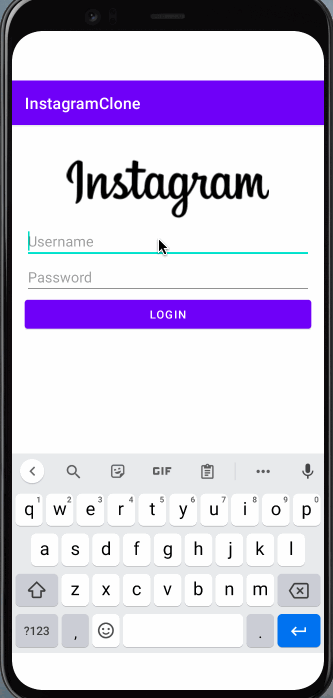 InstagramClone
Instagram
Username
Password
LOGIN
GIF
q1 w2 e3 r4 t5 y6 u7 i8 o9 p0
a s d f g h j k l
z x c v b n m
?123 , .